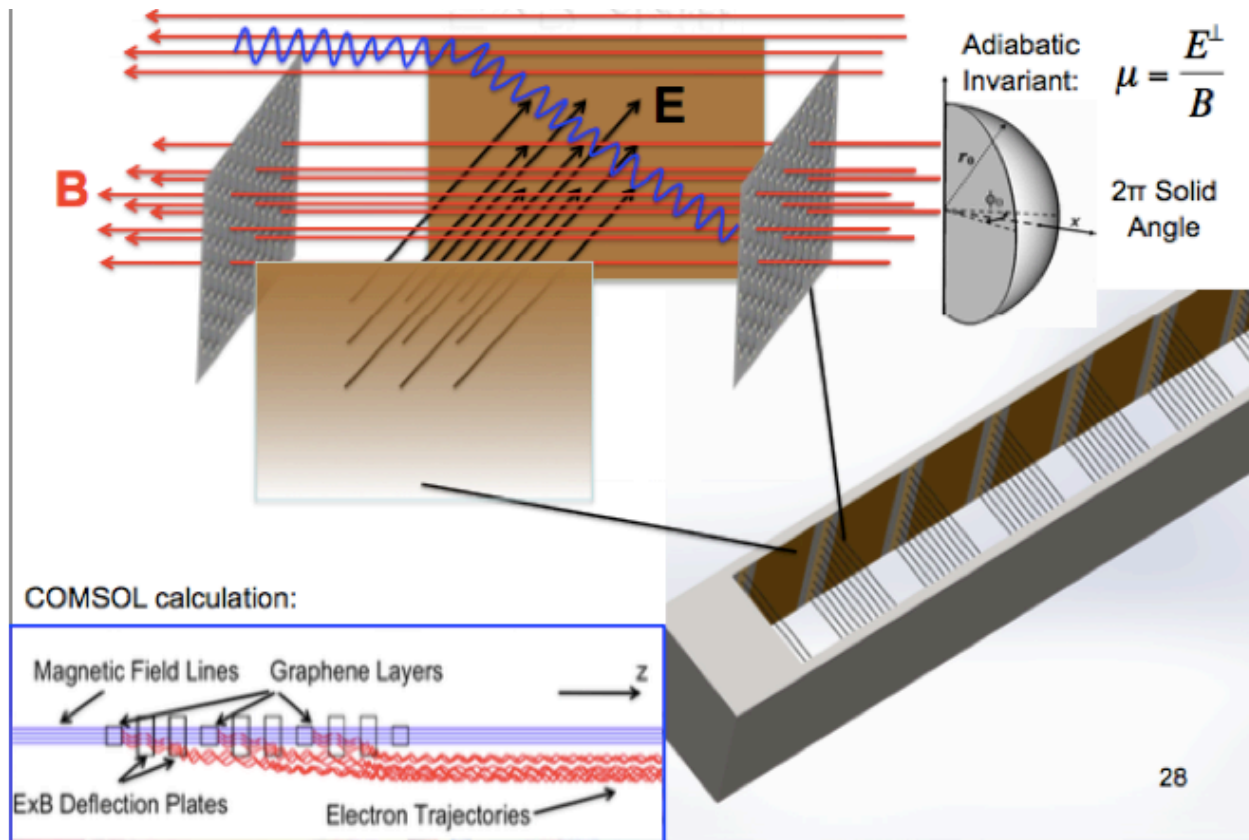 Adiabatic
Invariant:
μ = E⊥ / B
E
B
r₀
ϕ₀
x
2π Solid
Angle
COMSOL calculation:
Magnetic Field Lines
Graphene Layers
z
ExB Deflection Plates
Electron Trajectories
28